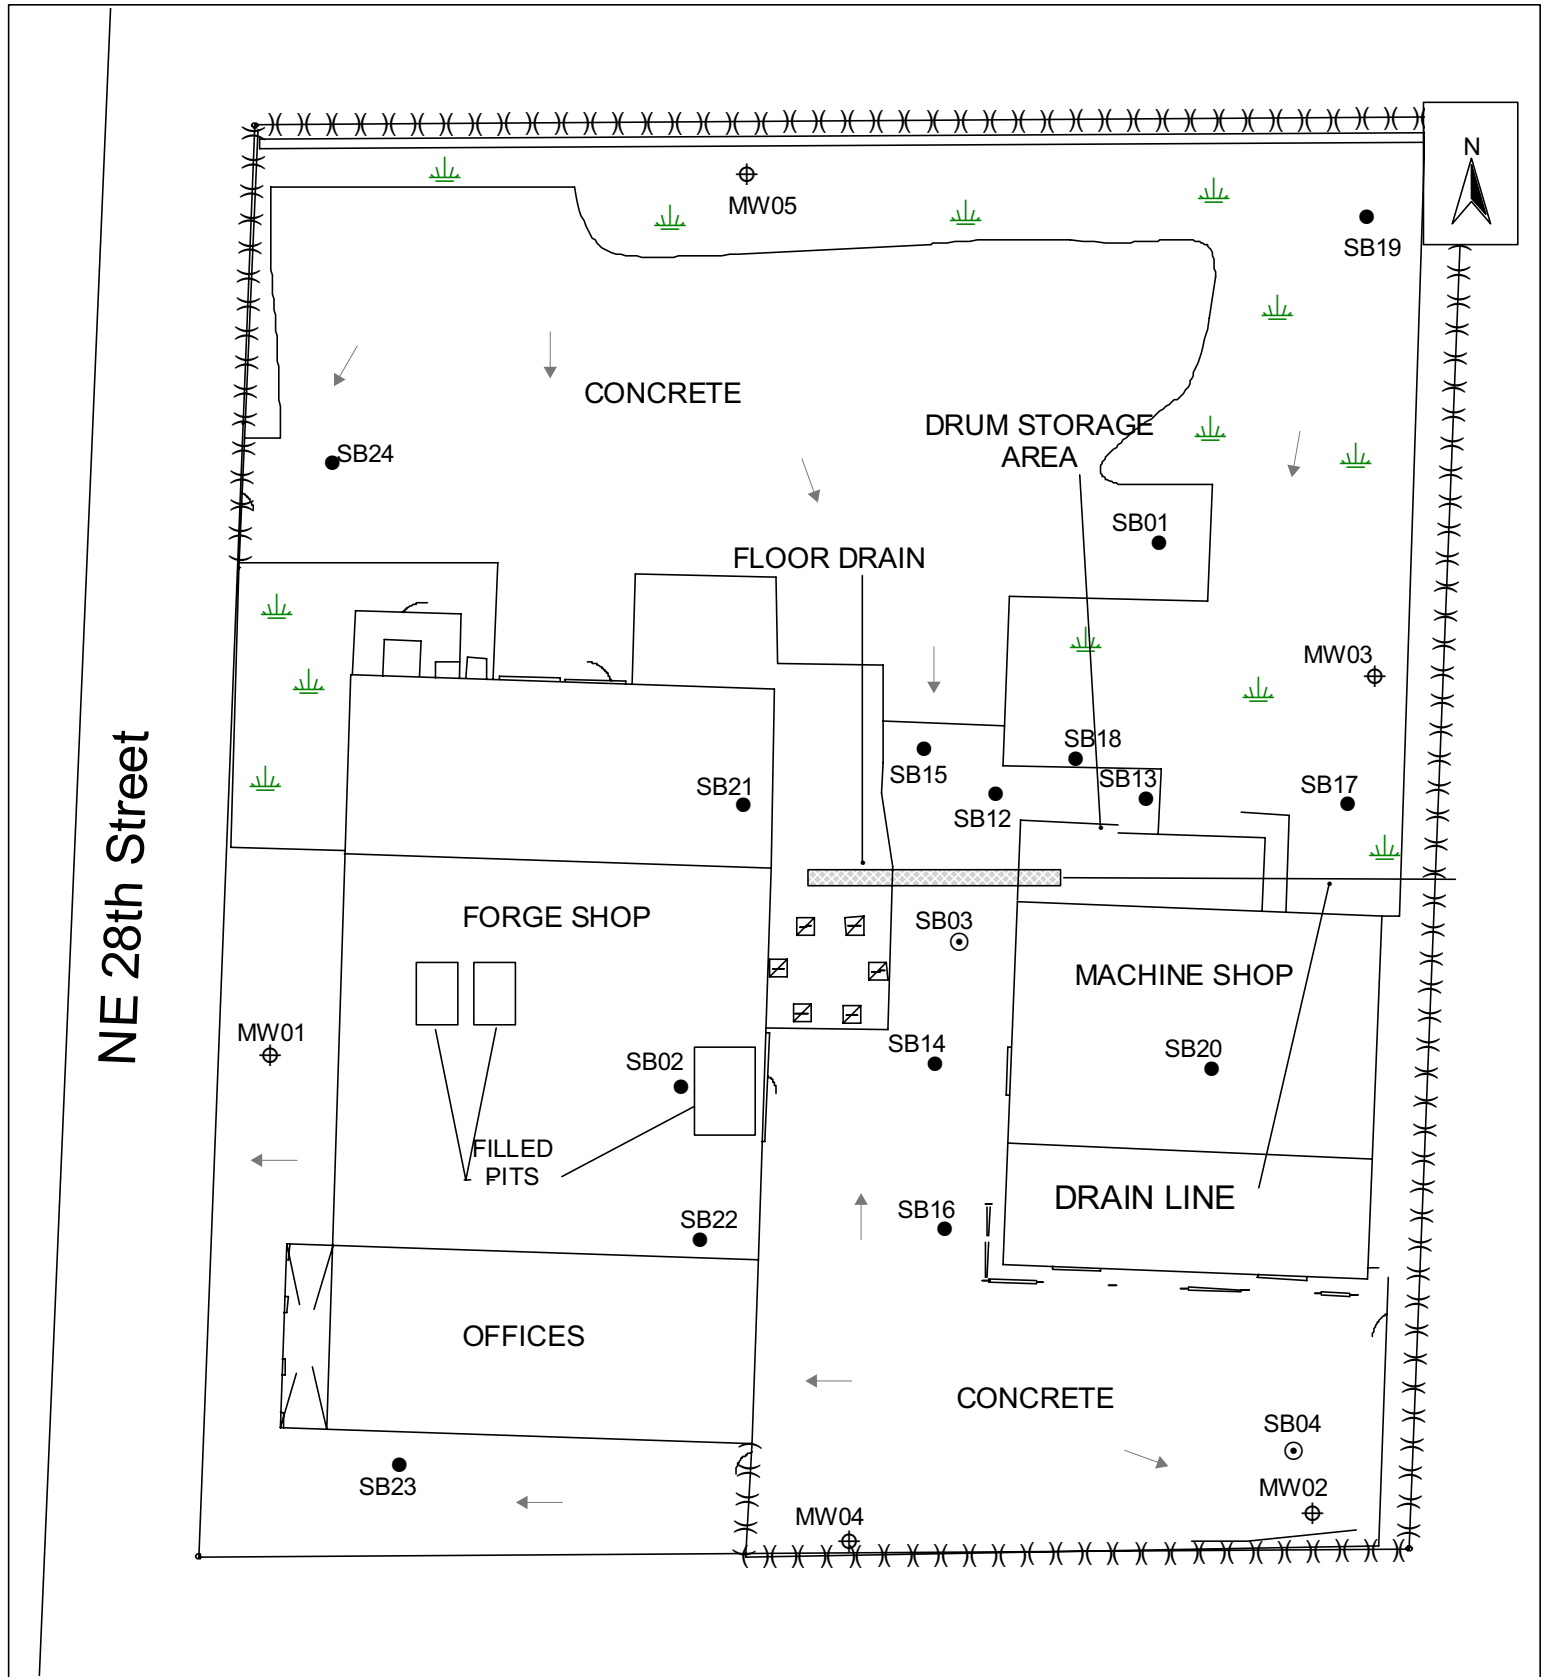 N
MW05
SB19
CONCRETE
DRUM STORAGE
AREA
SB24
SB01
FLOOR DRAIN
MW03
SB18
SB15
SB13
SB21
SB12
SB17
NE 28th Street
FORGE SHOP
SB03
MACHINE SHOP
MW01
SB14
SB20
SB02
FILLED
PITS
DRAIN LINE
SB16
SB22
OFFICES
CONCRETE
SB04
SB23
MW02
MW04